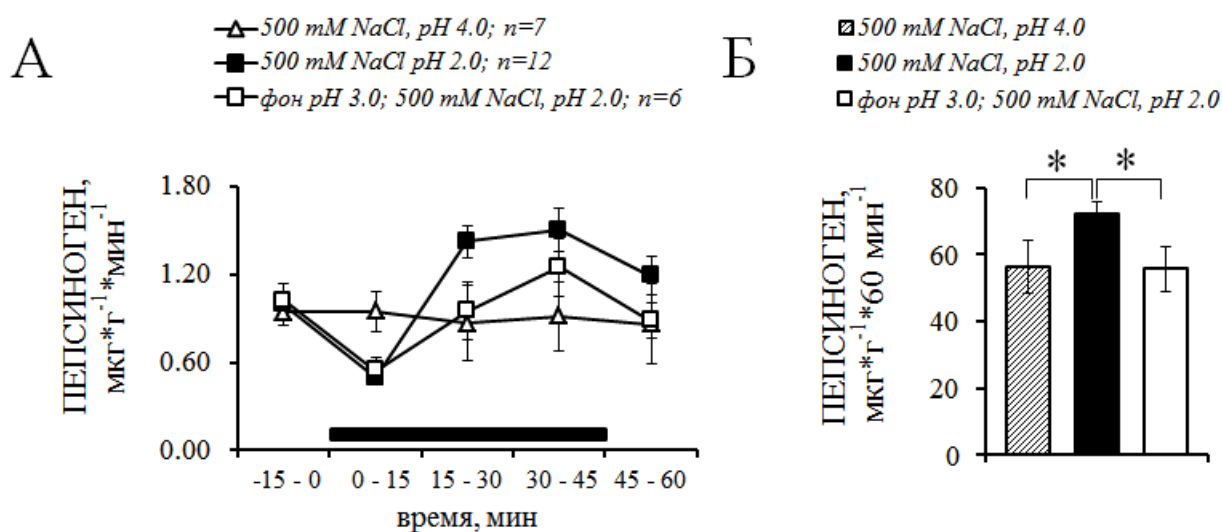 А
500 mM NaCl, pH 4.0; n=7
500 mM NaCl pH 2.0; n=12
фон pH 3.0; 500 mM NaCl, pH 2.0; n=6
ПЕПСИНОГЕН,
мкг*г⁻¹*мин⁻¹
1.80
1.20
0.60
0.00
-15 - 0
0 - 15
15 - 30
30 - 45
45 - 60
время, мин
Б
500 mM NaCl, pH 4.0
500 mM NaCl, pH 2.0
фон pH 3.0; 500 mM NaCl, pH 2.0
ПЕПСИНОГЕН,
мкг*г⁻¹*60 мин⁻¹
80
60
40
20
0
*
*